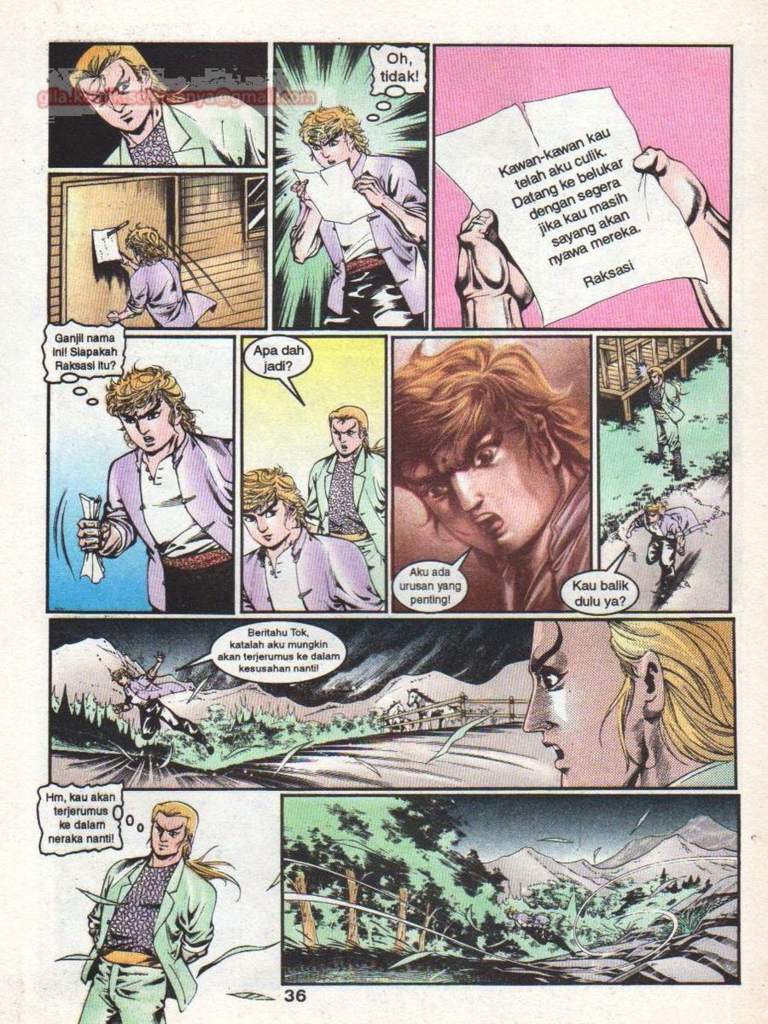 Oh,
tidak!
Kawan-kawan kau
telah aku culik.
Datang ke belukar
dengan segera
jika kau masih
sayang akan
nyawa mereka.
Raksasi
Ganjil nama
ini! Siapakah
Raksasi itu?
Apa dah
jadi?
Aku ada
urusan yang
penting!
Kau balik
dulu ya?
Beritahu Tok,
katalah aku mungkin
akan terjerumus ke dalam
kesusahan nanti!
Hm, kau akan
terjerumus
ke dalam
neraka nanti!
36